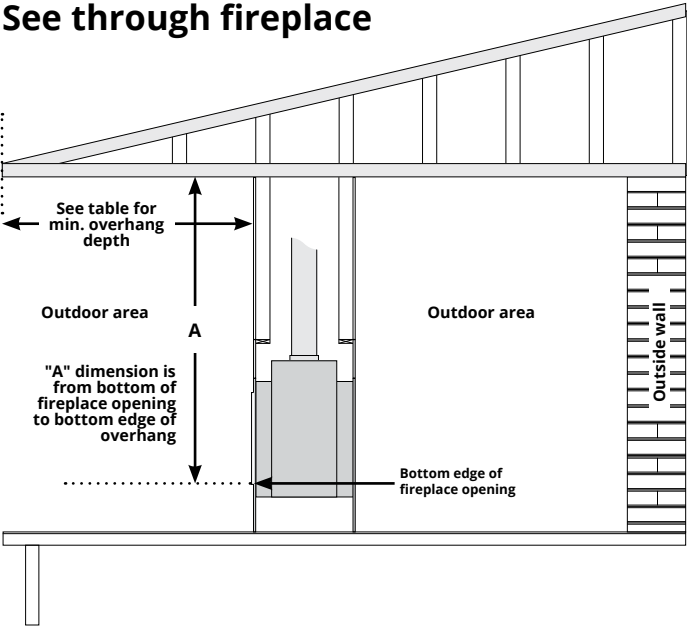 See through fireplace
See table for
min. overhang
depth
Outdoor area
A
"A" dimension is
from bottom of
fireplace opening
to bottom edge of
overhang
Outdoor area
Outside wall
Bottom edge of
fireplace opening